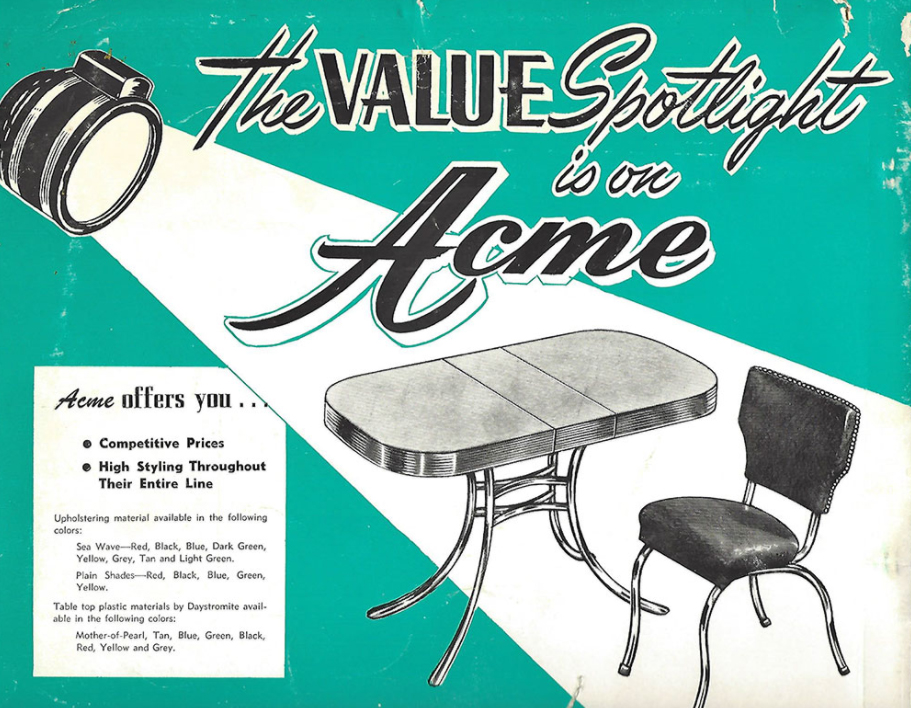 The VALUE Spotlight
is on
Acme
Acme offers you . . .
● Competitive Prices
● High Styling Throughout
Their Entire Line
Upholstering material available in the following
colors:
Sea Wave—Red, Black, Blue, Dark Green,
Yellow, Grey, Tan and Light Green.
Plain Shades—Red, Black, Blue, Green,
Yellow.
Table top plastic materials by Daystromite avail-
able in the following colors:
Mother-of-Pearl, Tan, Blue, Green, Black,
Red, Yellow and Grey.